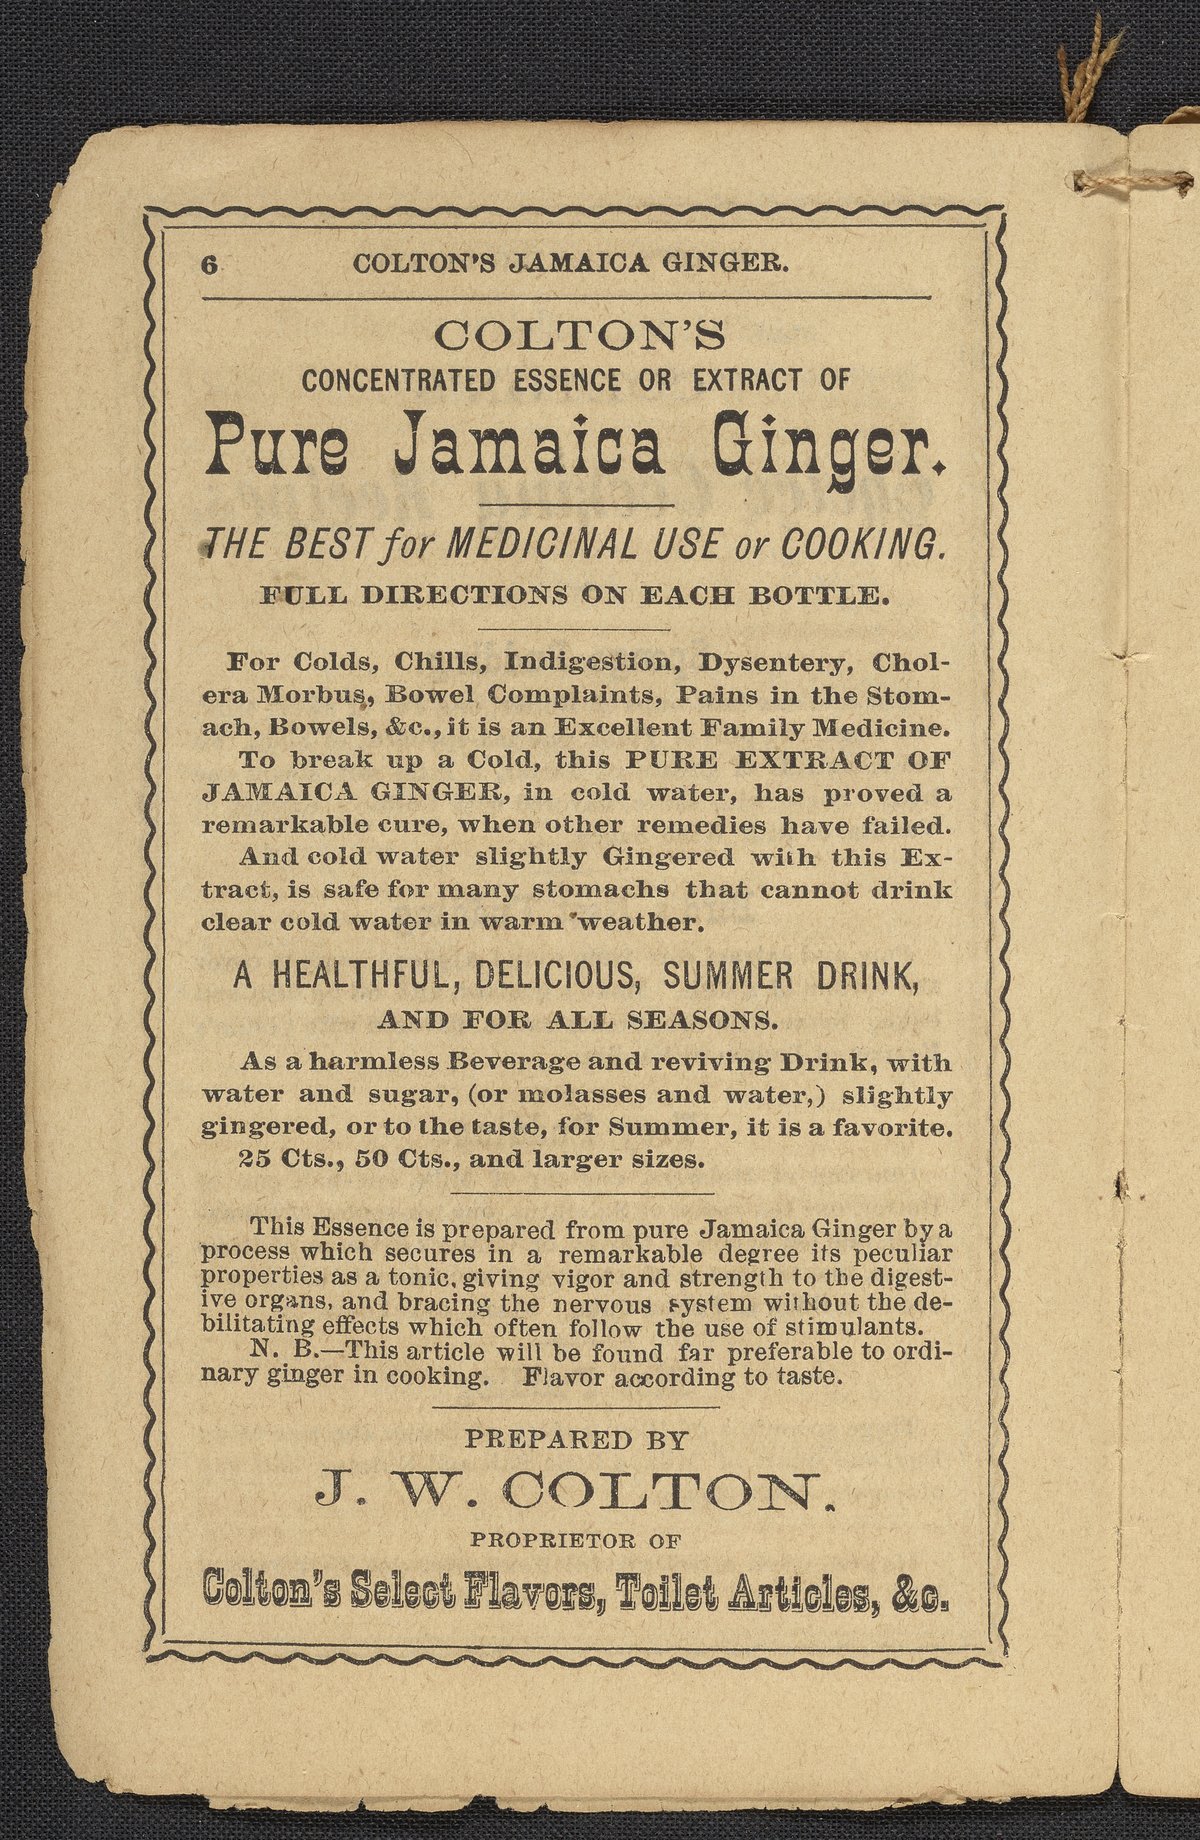 6 COLTON'S JAMAICA GINGER.
COLTON'S
CONCENTRATED ESSENCE OR EXTRACT OF
Pure Jamaica Ginger.
THE BEST for MEDICINAL USE or COOKING.
FULL DIRECTIONS ON EACH BOTTLE.
For Colds, Chills, Indigestion, Dysentery, Chol-
era Morbus, Bowel Complaints, Pains in the Stom-
ach, Bowels, &c., it is an Excellent Family Medicine.
To break up a Cold, this PURE EXTRACT OF
JAMAICA GINGER, in cold water, has proved a
remarkable cure, when other remedies have failed.
And cold water slightly Gingered with this Ex-
tract, is safe for many stomachs that cannot drink
clear cold water in warm weather.
A HEALTHFUL, DELICIOUS, SUMMER DRINK,
AND FOR ALL SEASONS.
As a harmless Beverage and reviving Drink, with
water and sugar, (or molasses and water,) slightly
gingered, or to the taste, for Summer, it is a favorite.
25 Cts., 50 Cts., and larger sizes.
This Essence is prepared from pure Jamaica Ginger by a
process which secures in a remarkable degree its peculiar
properties as a tonic, giving vigor and strength to the digest-
ive organs, and bracing the nervous system without the de-
bilitating effects which often follow the use of stimulants.
N. B.—This article will be found far preferable to ordi-
nary ginger in cooking. Flavor according to taste.
PREPARED BY
J. W. COLTON.
PROPRIETOR OF
Colton's Select Flavors, Toilet Articles, &c.